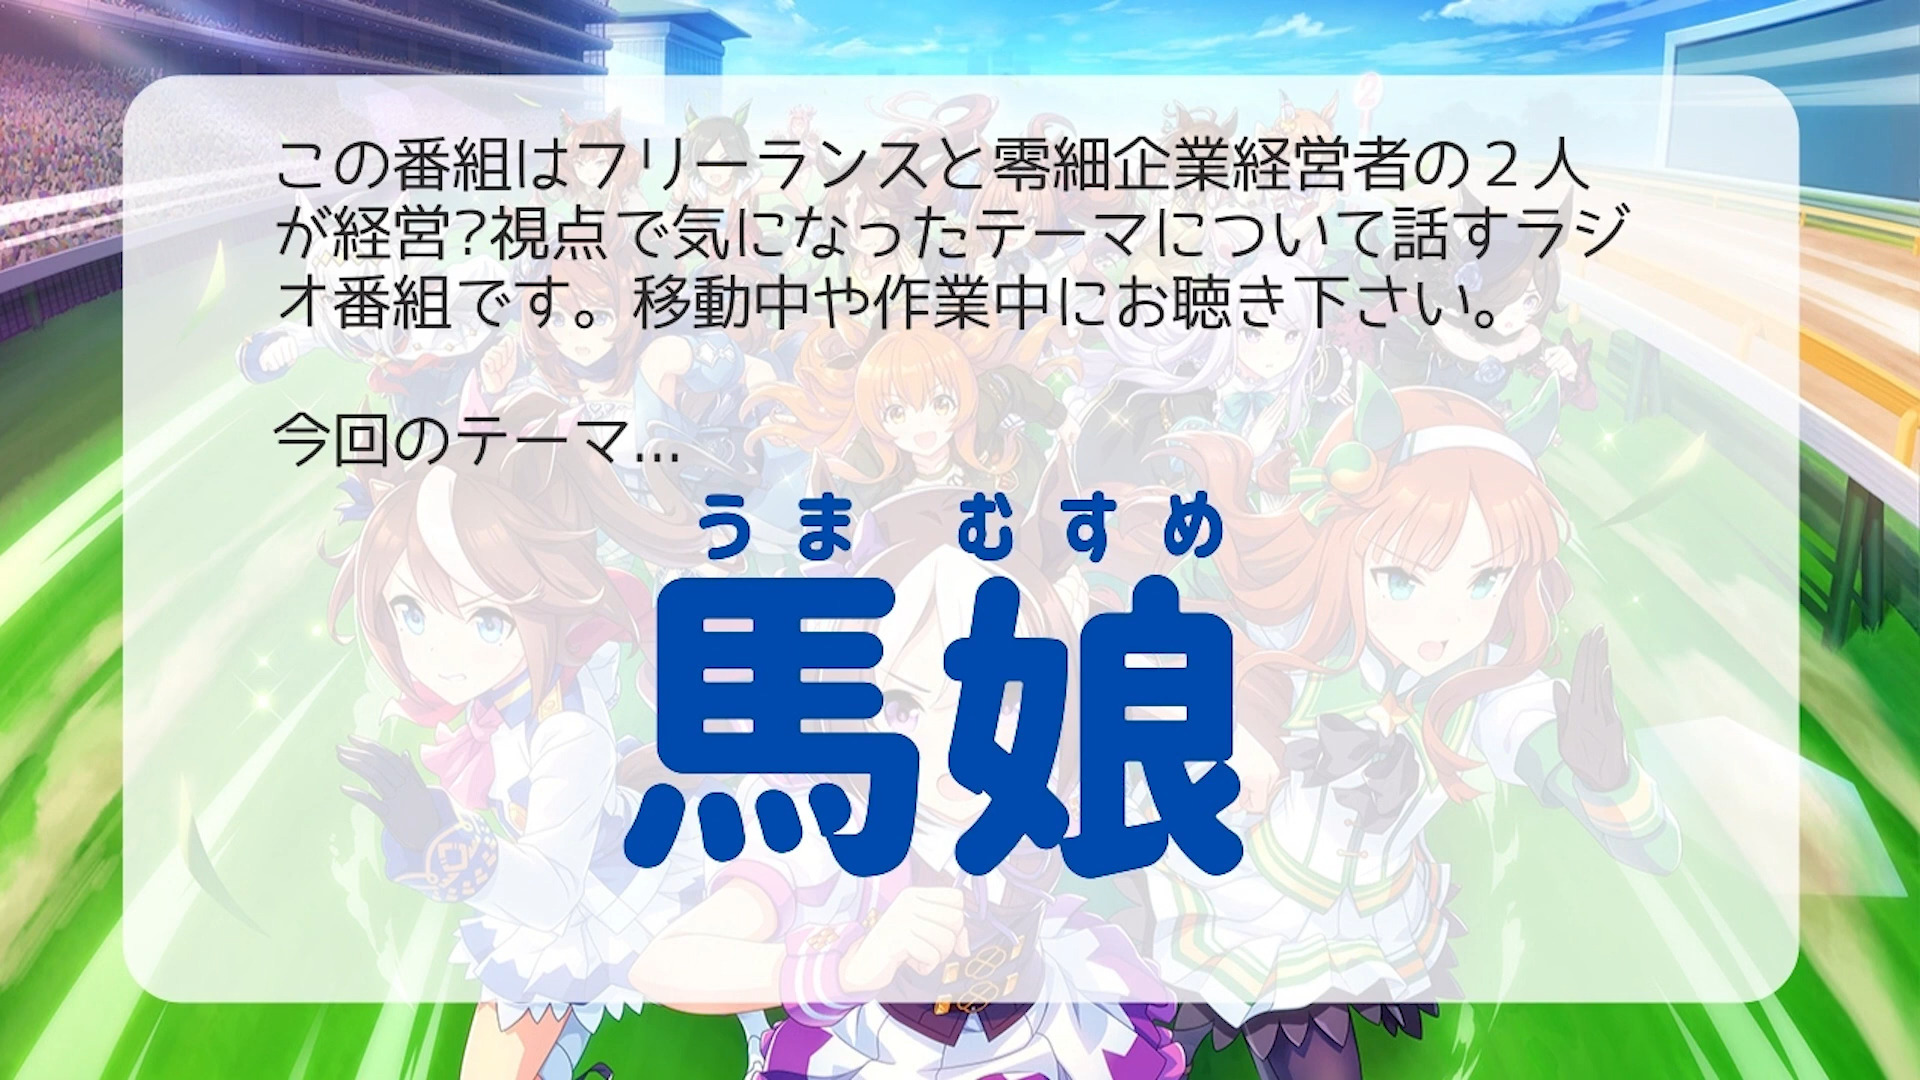 この番組はフリーランスと零細企業経営者の２人
が経営?視点で気になったテーマについて話すラジ
オ番組です。移動中や作業中にお聴き下さい。
今回のテーマ...
うま むすめ
馬娘